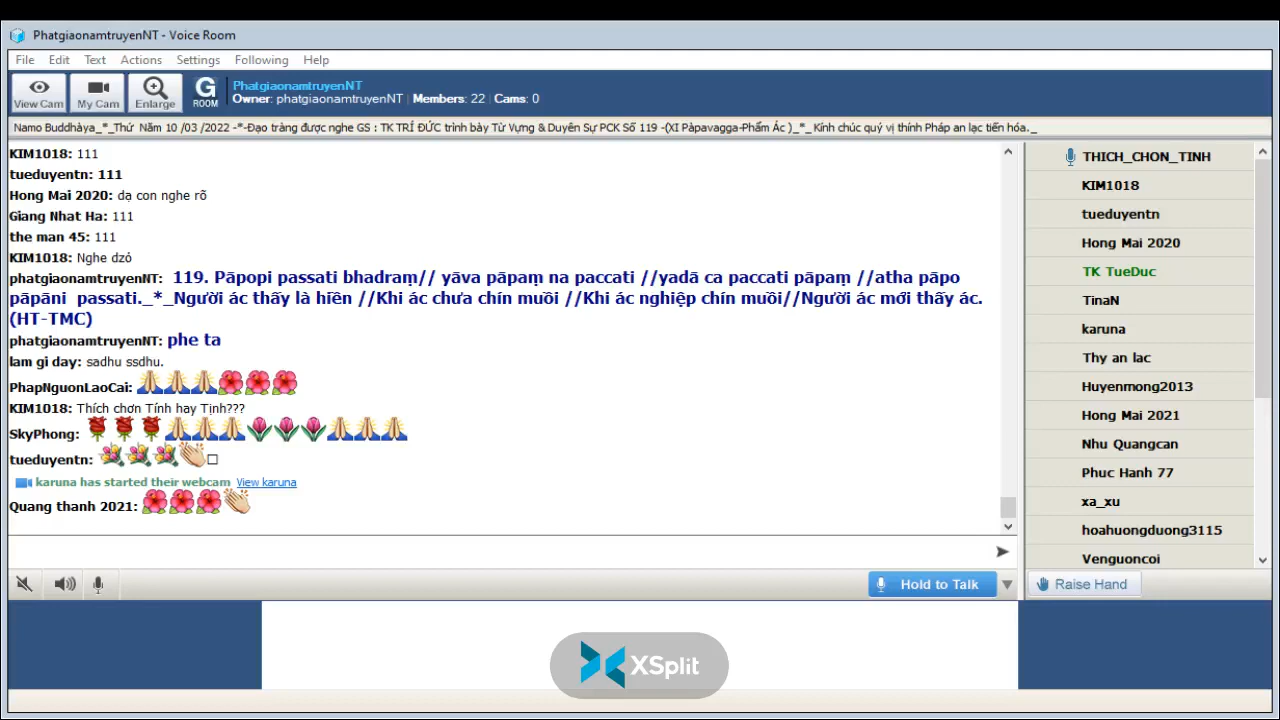 PhatgiaonamtruyenNT - Voice Room
File Edit Text Actions Settings Following Help
View Cam My Cam Enlarge G ROOM
PhatgiaonamtruyenNT
Owner: phatgiaonamtruyenNT | Members: 22 | Cams: 0
Namo Buddhàya_*_Thứ Năm 10 /03 /2022 -*-Đạo tràng được nghe GS : TK TRÍ ĐỨC trình bày Từ Vựng & Duyên Sự PCK Số 119 -(XI Pàpavagga-Phẩm Ác )_*_ Kính chúc quý vị thính Pháp an lạc tiến hóa._
KIM1018: 111
tueduyentn: 111
Hong Mai 2020: dạ con nghe rõ
Giang Nhat Ha: 111
the man 45: 111
KIM1018: Nghe dzỏ
phatgiaonamtruyenNT: 119. Pāpopi passati bhadraṃ// yāva pāpaṃ na paccati //yadā ca paccati pāpaṃ //atha pāpo
pāpāni passati._*_Người ác thấy là hiền //Khi ác chưa chín muồi //Khi ác nghiệp chín muồi//Người ác mới thấy ác.
(HT-TMC)
phatgiaonamtruyenNT: phe ta
lam gi day: sadhu ssdhu.
PhapNguonLaoCai: 🙏🙏🙏🌺🌺🌺
KIM1018: Thích chơn Tính hay Tịnh???
SkyPhong: 🌹🌹🌹🙏🙏🙏🌷🌷🌷🙏🙏🙏
tueduyentn: 💐💐💐👏□
karuna has started their webcam View karuna
Quang thanh 2021: 🌺🌺🌺👏
Hold to Talk
THICH_CHON_TINH
KIM1018
tueduyentn
Hong Mai 2020
TK TueDuc
TinaN
karuna
Thy an lac
Huyenmong2013
Hong Mai 2021
Nhu Quangcan
Phuc Hanh 77
xa_xu
hoahuongduong3115
Venguoncoi
Raise Hand
XSplit